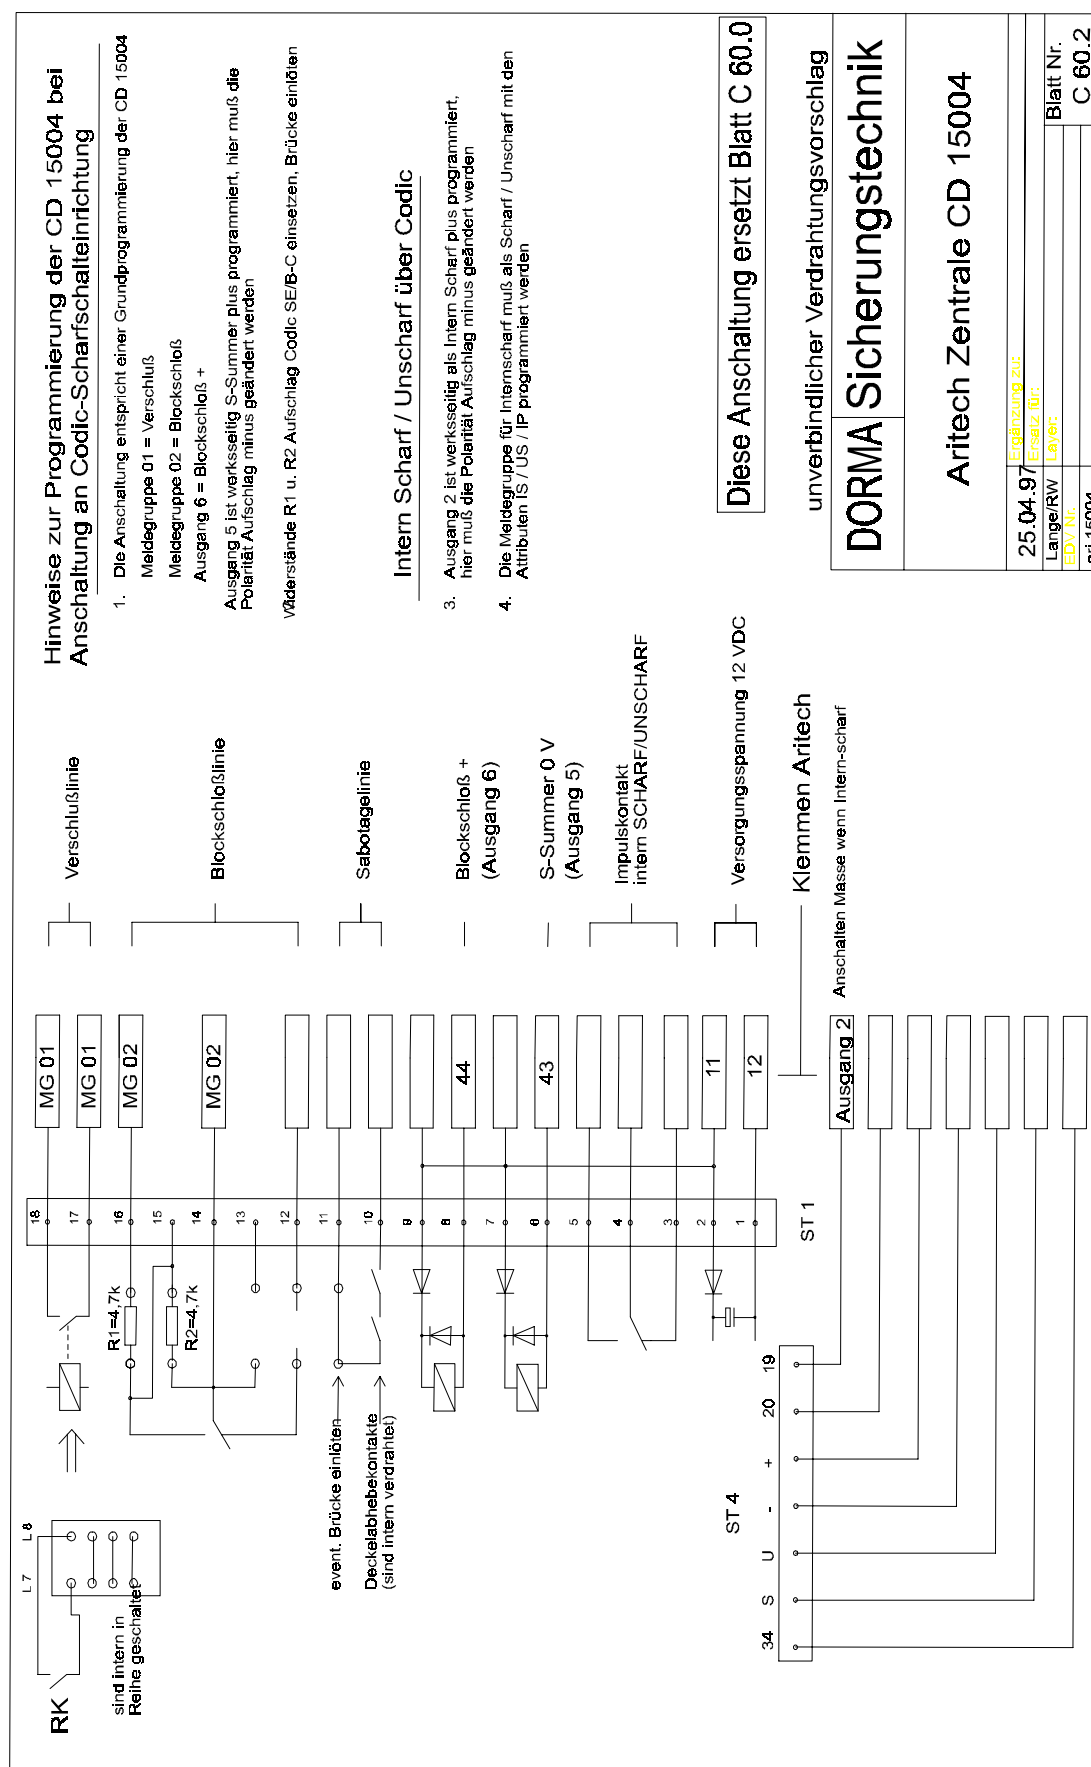 Hinweise zur Programmierung der CD 15004 bei
Anschaltung an Codic-Scharfschalteinrichtung
1. Die Anschaltung entspricht einer Grundprogrammierung der CD 15004
Meldegruppe 01 = Verschluß
Meldegruppe 02 = Blockschloß
Ausgang 6 = Blockschloß +
Ausgang 5 ist werksseitig S-Summer plus programmiert, hier muß die
Polarität Aufschlag minus geändert werden
Widerstände R1 u. R2 Aufschlag Codic SE/B-C einsetzen, Brücke einlöten
Intern Scharf / Unscharf über Codic
3. Ausgang 2 ist werksseitig als Intern Scharf plus programmiert,
hier muß die Polarität Aufschlag minus geändert werden
4. Die Meldegruppe für Internscharf muß als Scharf / Unscharf mit den
Attributen IS / US / IP programmiert werden
Diese Anschaltung ersetzt Blatt C 60.0
unverbindlicher Verdrahtungsvorschlag
DORMA Sicherungstechnik
Aritech Zentrale CD 15004
25.04.97
Ergänzung zu:
Ersatz für:
Lange/RW
Layer:
Blatt Nr.
EDV Nr.
C 60.2
ari 15004
Verschlußlinie
Blockschloßlinie
Sabotagelinie
Blockschloß +
(Ausgang 6)
S-Summer 0 V
(Ausgang 5)
Impulskontakt
intern SCHARF/UNSCHARF
Versorgungsspannung 12 VDC
Klemmen Aritech
Anschalten Masse wenn Intern-scharf
MG 01
MG 01
MG 02
MG 02
44
43
11
12
Ausgang 2
18
17
16
15
14
13
12
11
10
9
8
7
6
5
4
3
2
1
ST 1
R1=4,7k
R2=4,7k
event. Brücke einlöten
Deckelabhebekontakte
(sind intern verdrahtet)
L 7
L 8
RK
sind intern in
Reihe geschaltet
ST 4
34
S
U
-
+
20
19